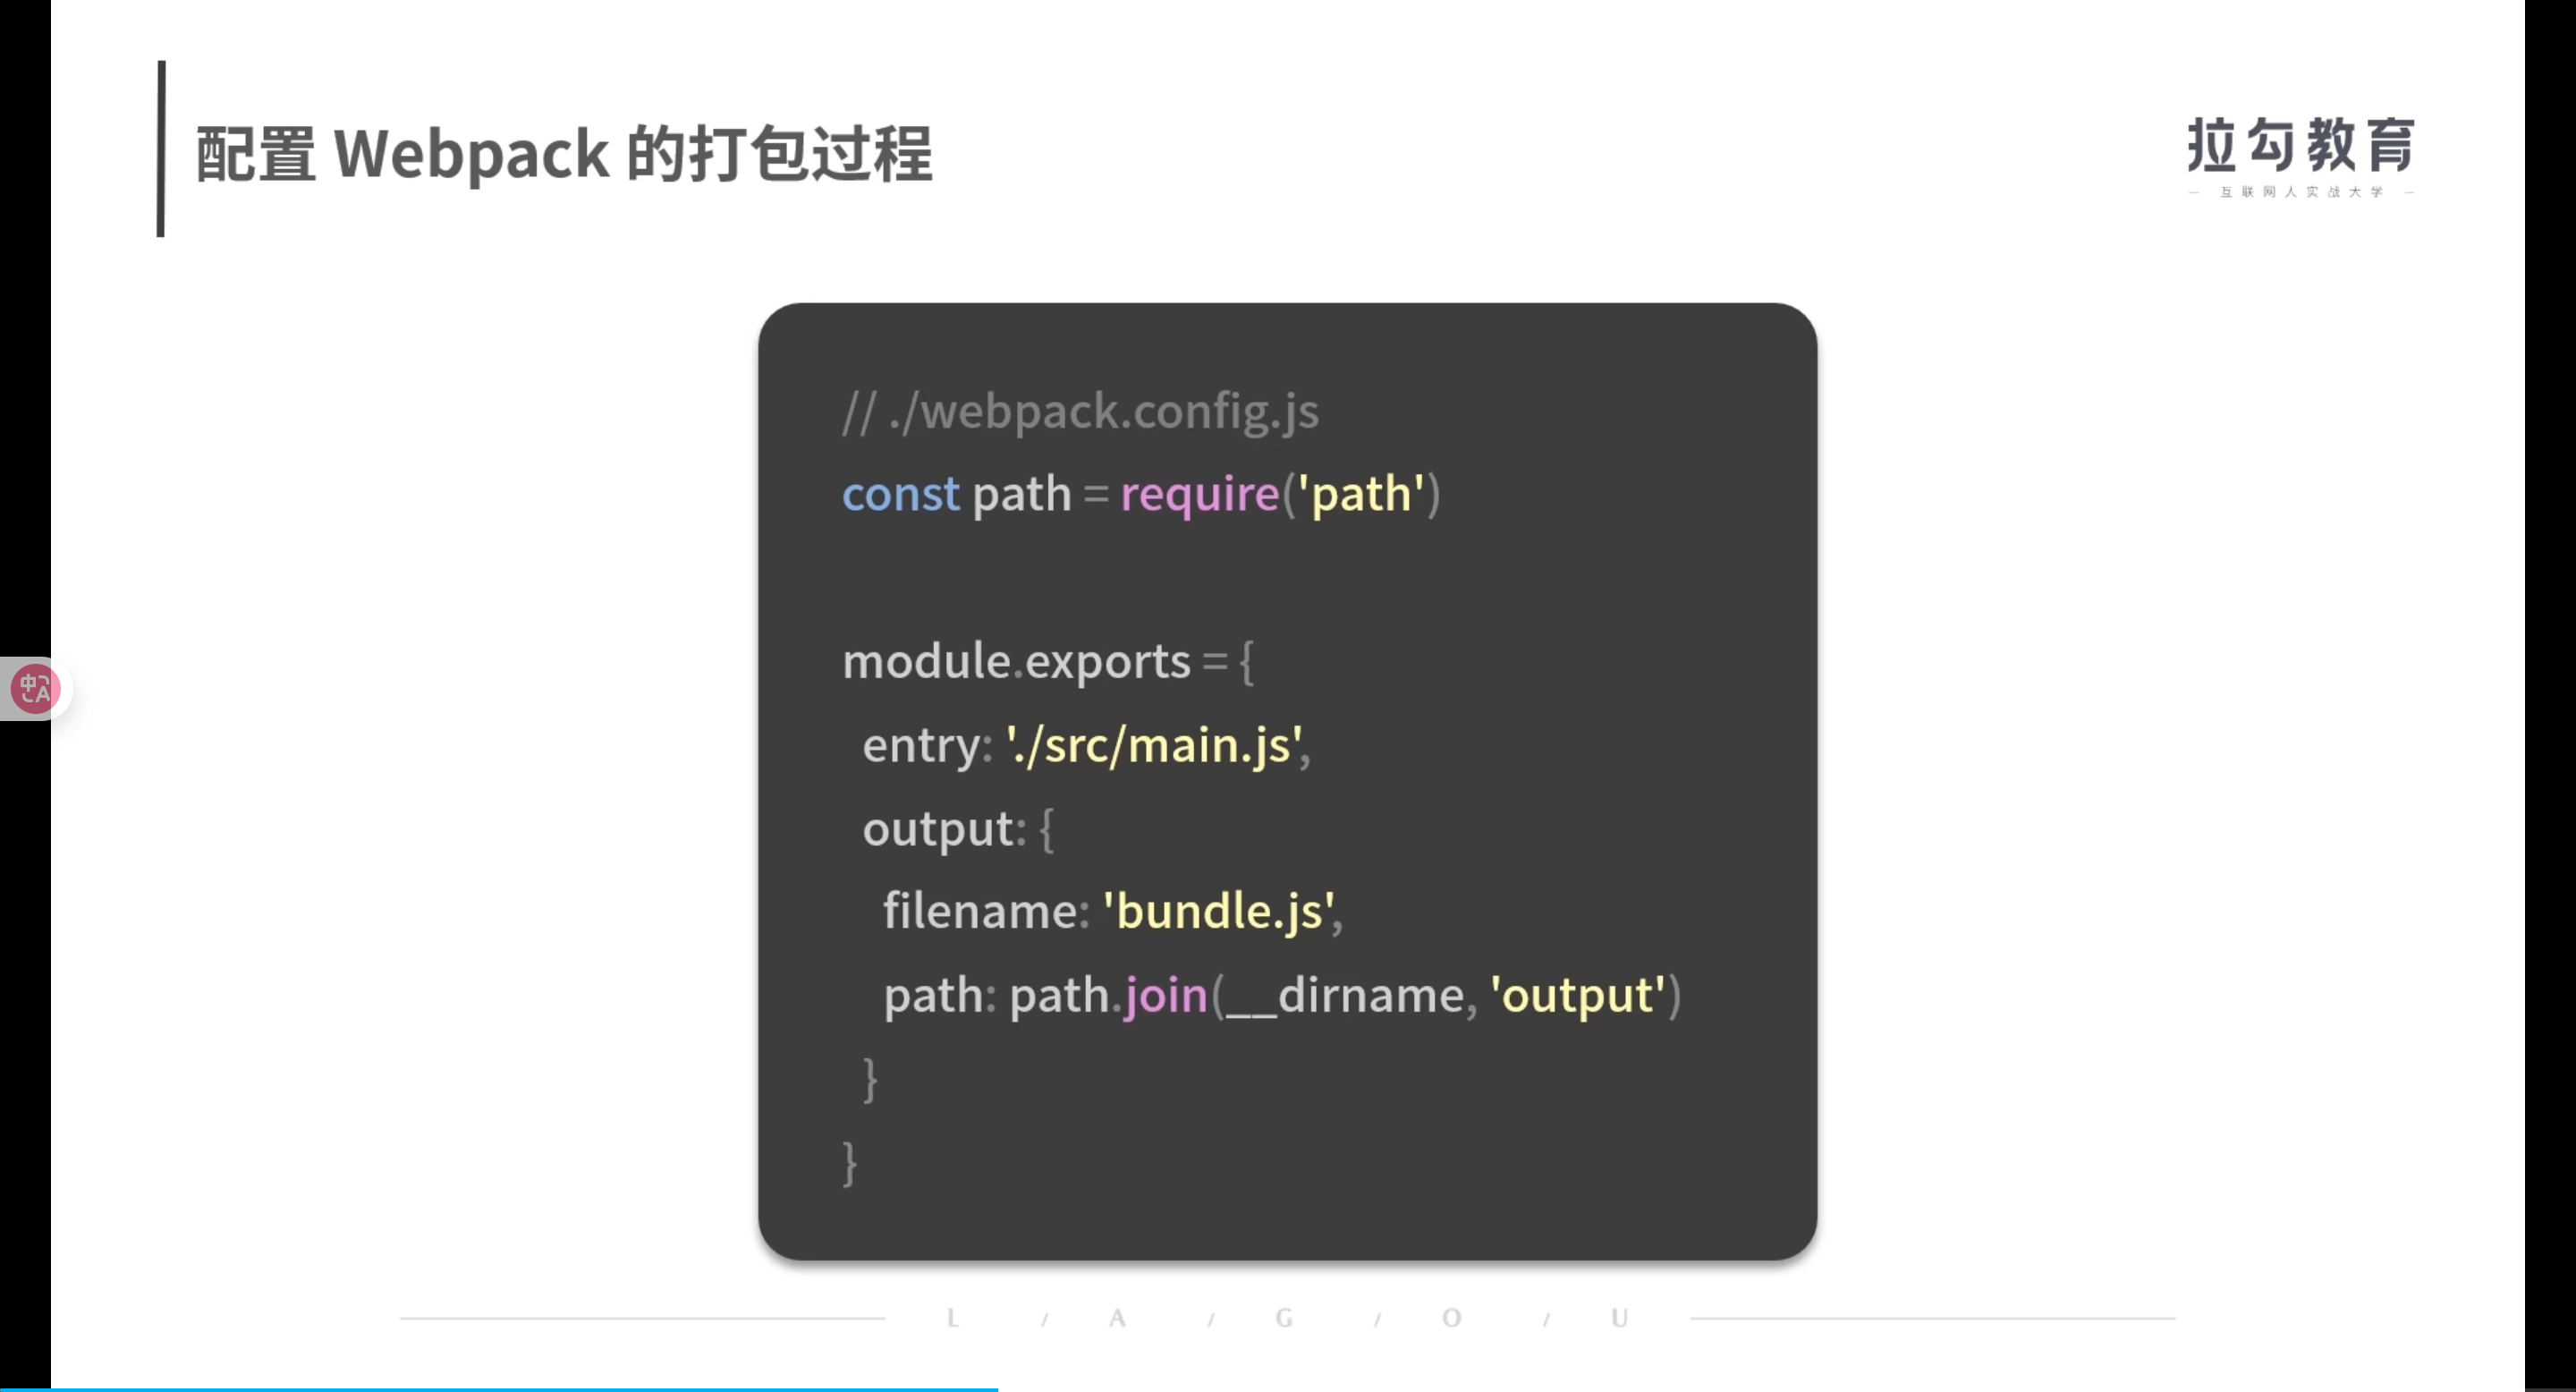 配置 Webpack 的打包过程
拉勾教育
— 互联网人实战大学 —
// ./webpack.config.js
const path = require('path')
module.exports = {
entry: './src/main.js',
output: {
filename: 'bundle.js',
path: path.join(__dirname, 'output')
}
}
中A
L / A / G / O / U